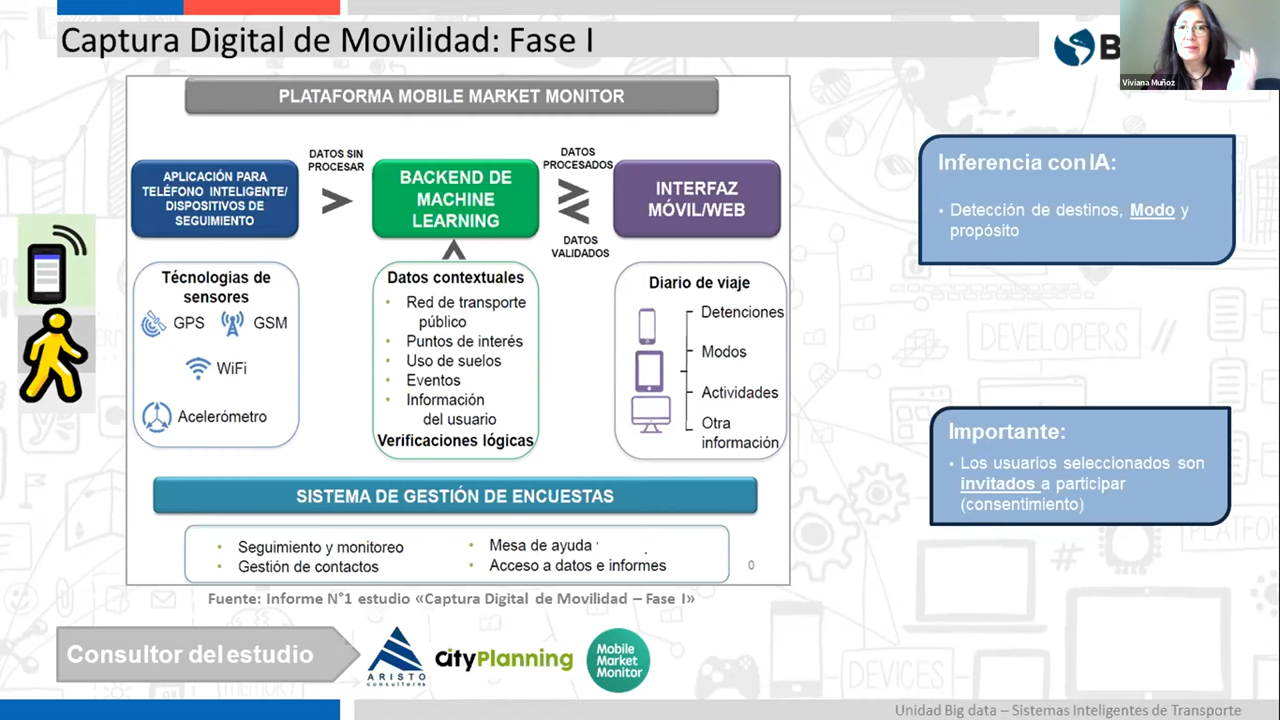 Captura Digital de Movilidad: Fase I
B
Viviana Muñoz
PLATAFORMA MOBILE MARKET MONITOR
APLICACIÓN PARA
TELÉFONO INTELIGENTE/
DISPOSITIVOS DE
SEGUIMIENTO
DATOS SIN
PROCESAR
BACKEND DE
MACHINE
LEARNING
DATOS
PROCESADOS
DATOS
VALIDADOS
INTERFAZ
MÓVIL/WEB
Técnologias de
sensores
GPS
GSM
WiFi
Acelerómetro
Datos contextuales
• Red de transporte
público
• Puntos de interés
• Uso de suelos
• Eventos
• Información
del usuario
Verificaciones lógicas
Diario de viaje
Detenciones
Modos
Actividades
Otra
información
SISTEMA DE GESTIÓN DE ENCUESTAS
• Seguimiento y monitoreo
• Gestión de contactos
• Mesa de ayuda
• Acceso a datos e informes
0
Fuente: Informe N°1 estudio «Captura Digital de Movilidad – Fase I»
Inferencia con IA:
• Detección de destinos, Modo y
propósito
Importante:
• Los usuarios seleccionados son
invitados a participar
(consentimiento)
DEVELOPERS
PLATFORM
DEVICES
MEMORY
Consultor del estudio
ARISTO
consultores
cityPlanning
Mobile
Market
Monitor
Unidad Big data – Sistemas Inteligentes de Transporte